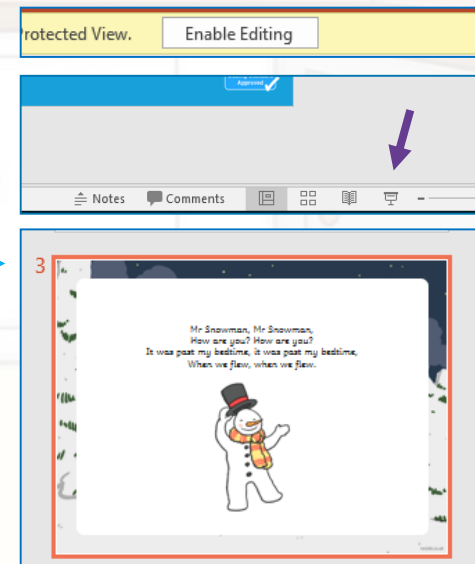 rotected View. Enable Editing
Approved
Notes Comments
3
Mr Snowman, Mr Snowman,
How are you? How are you?
It was past my bedtime, it was past my bedtime,
When we flew, when we flew.